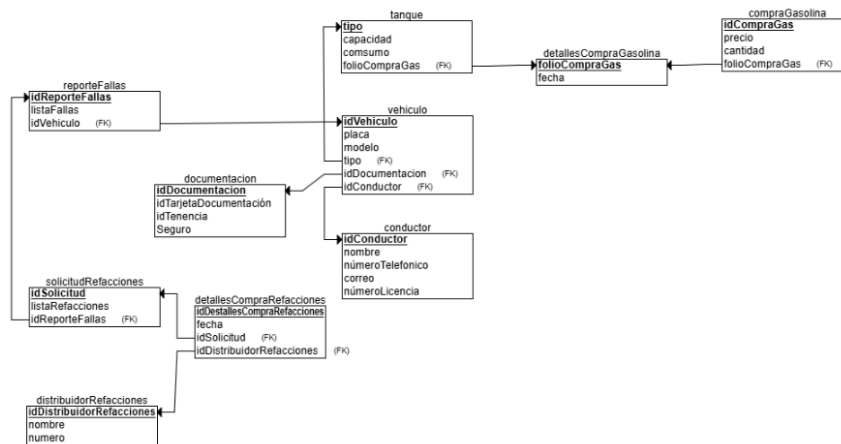 tanque
tipo
capacidad
comsumo
folioCompraGas (FK)
compraGasolina
idCompraGas
precio
cantidad
folioCompraGas (FK)
detallesCompraGasolina
folioCompraGas
fecha
reporteFallas
idReporteFallas
listaFallas
idVehiculo (FK)
vehiculo
idVehiculo
placa
modelo
tipo (FK)
idDocumentacion (FK)
idConductor (FK)
documentacion
idDocumentacion
idTarjetaDocumentación
idTenencia
Seguro
conductor
idConductor
nombre
númeroTelefonico
correo
númeroLicencia
solicitudRefacciones
idSolicitud
listaRefacciones
idReporteFallas (FK)
detallesCompraRefacciones
idDestallesCompraRefacciones
fecha
idSolicitud (FK)
idDistribuidorRefacciones (FK)
distribuidorRefacciones
idDistribuidorRefacciones
nombre
numero